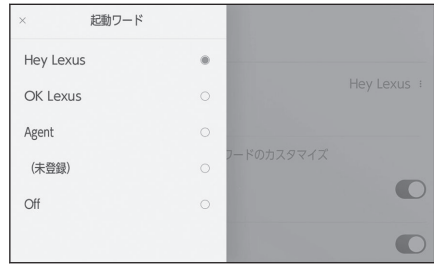 × 起動ワード
Hey Lexus
OK Lexus
Agent
（未登録）
Off
Hey Lexus
ワードのカスタマイズ